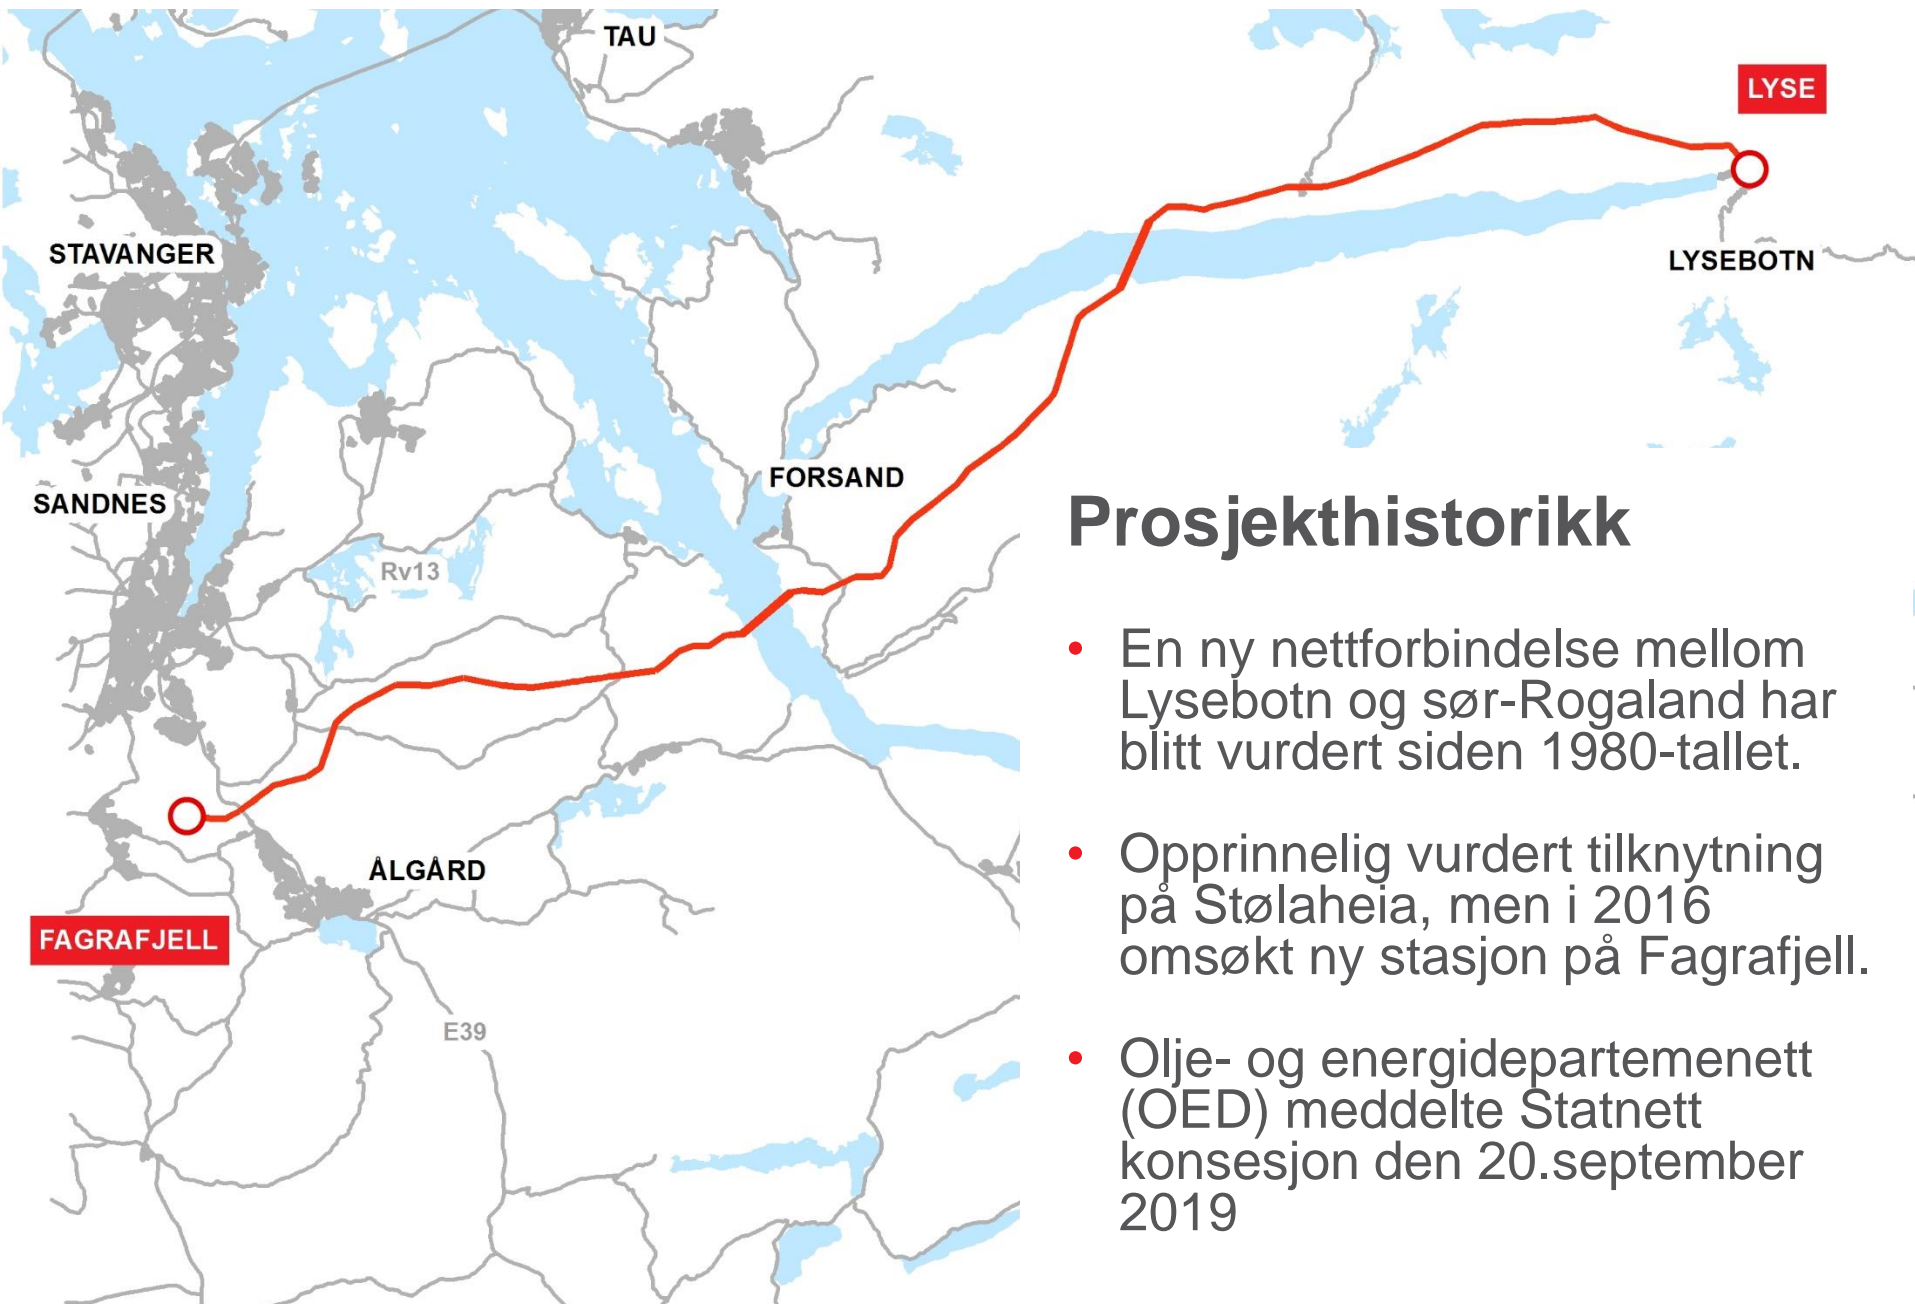 TAU
LYSE
STAVANGER
LYSEBOTN
FORSAND
SANDNES
Rv13
ÅLGÅRD
FAGRAFJELL
E39
Prosjekthistorikk
• En ny nettforbindelse mellom
Lysebotn og sør-Rogaland har
blitt vurdert siden 1980-tallet.
• Opprinnelig vurdert tilknytning
på Stølaheia, men i 2016
omsøkt ny stasjon på Fagrafjell.
• Olje- og energidepartemenett
(OED) meddelte Statnett
konsesjon den 20.september
2019